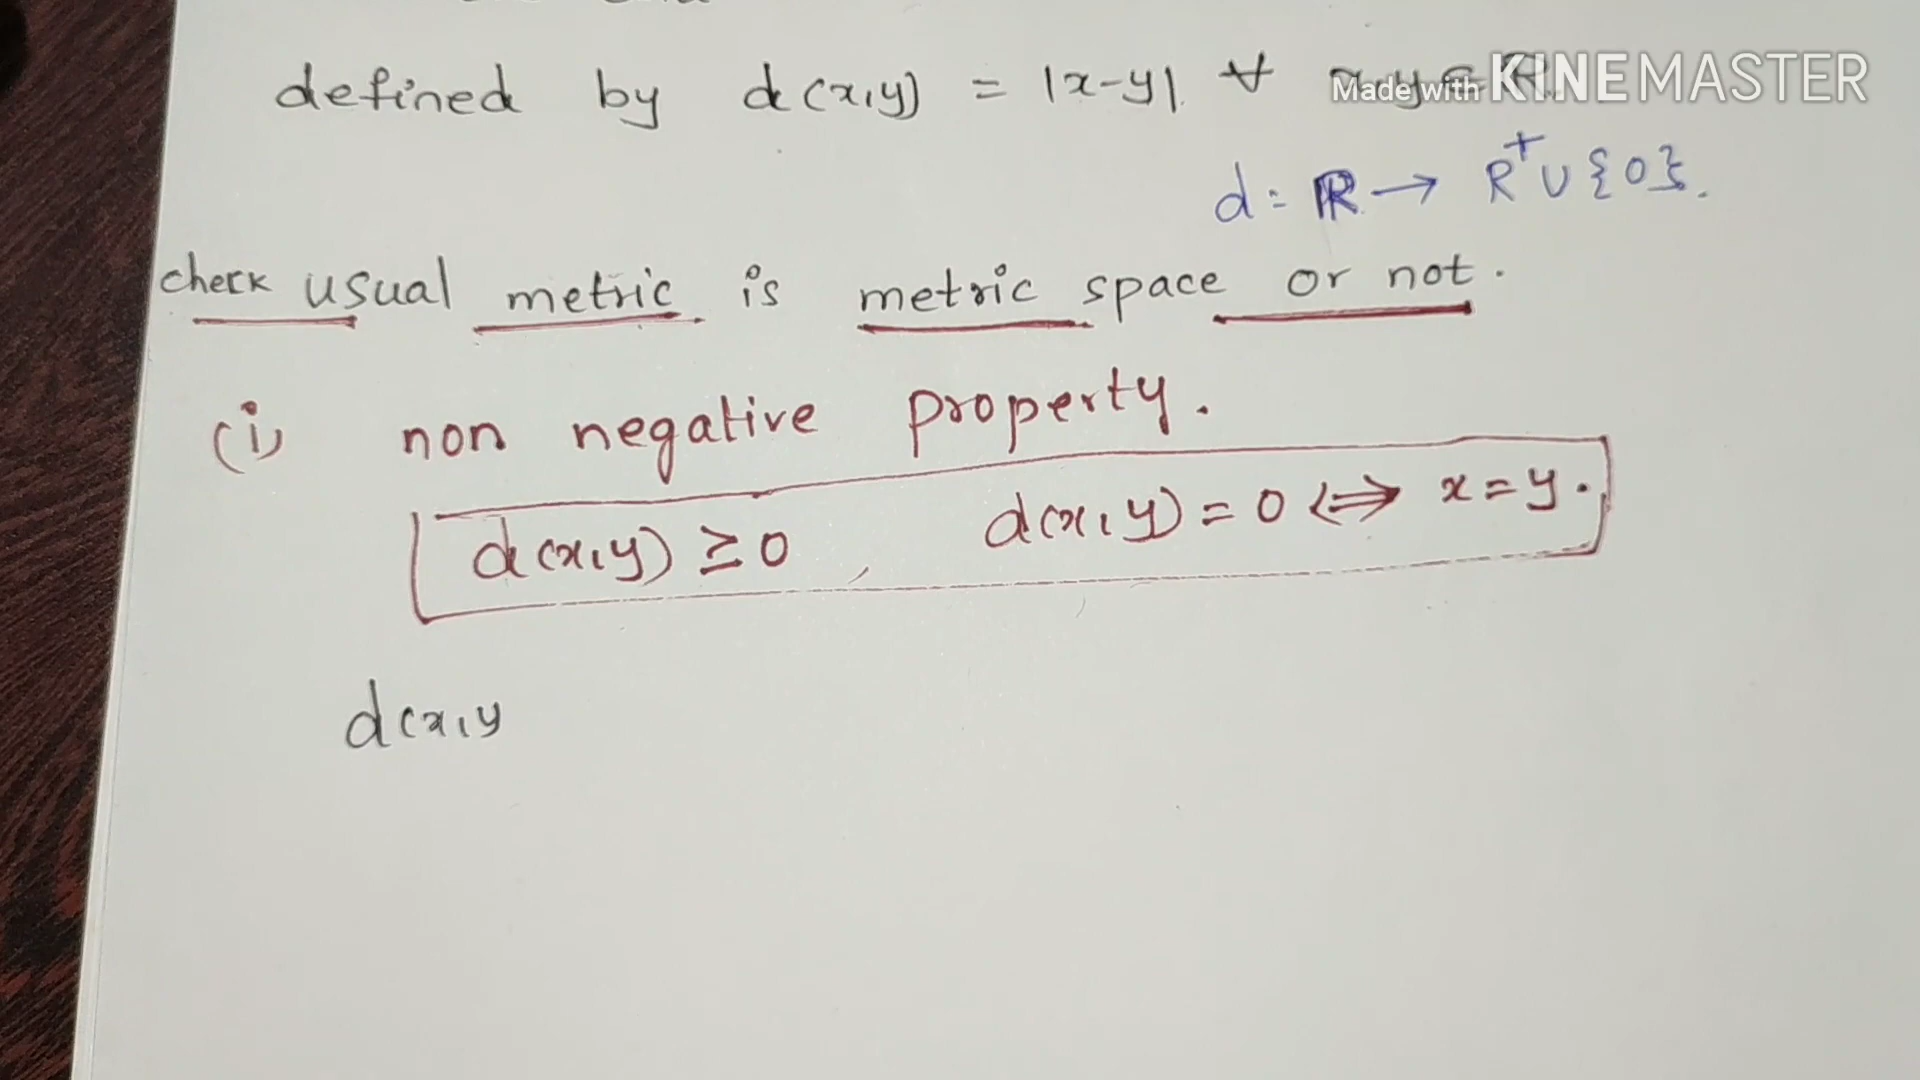 defined by d(x,y) = |x-y| ∀ x,y ∈ R
Made with KINEMASTER
d: R → R⁺ ∪ {0}.
check usual metric is metric space or not.
(i) non negative property.
d(x,y) ≥ 0, d(x,y) = 0 ⟺ x = y.
d(x,y